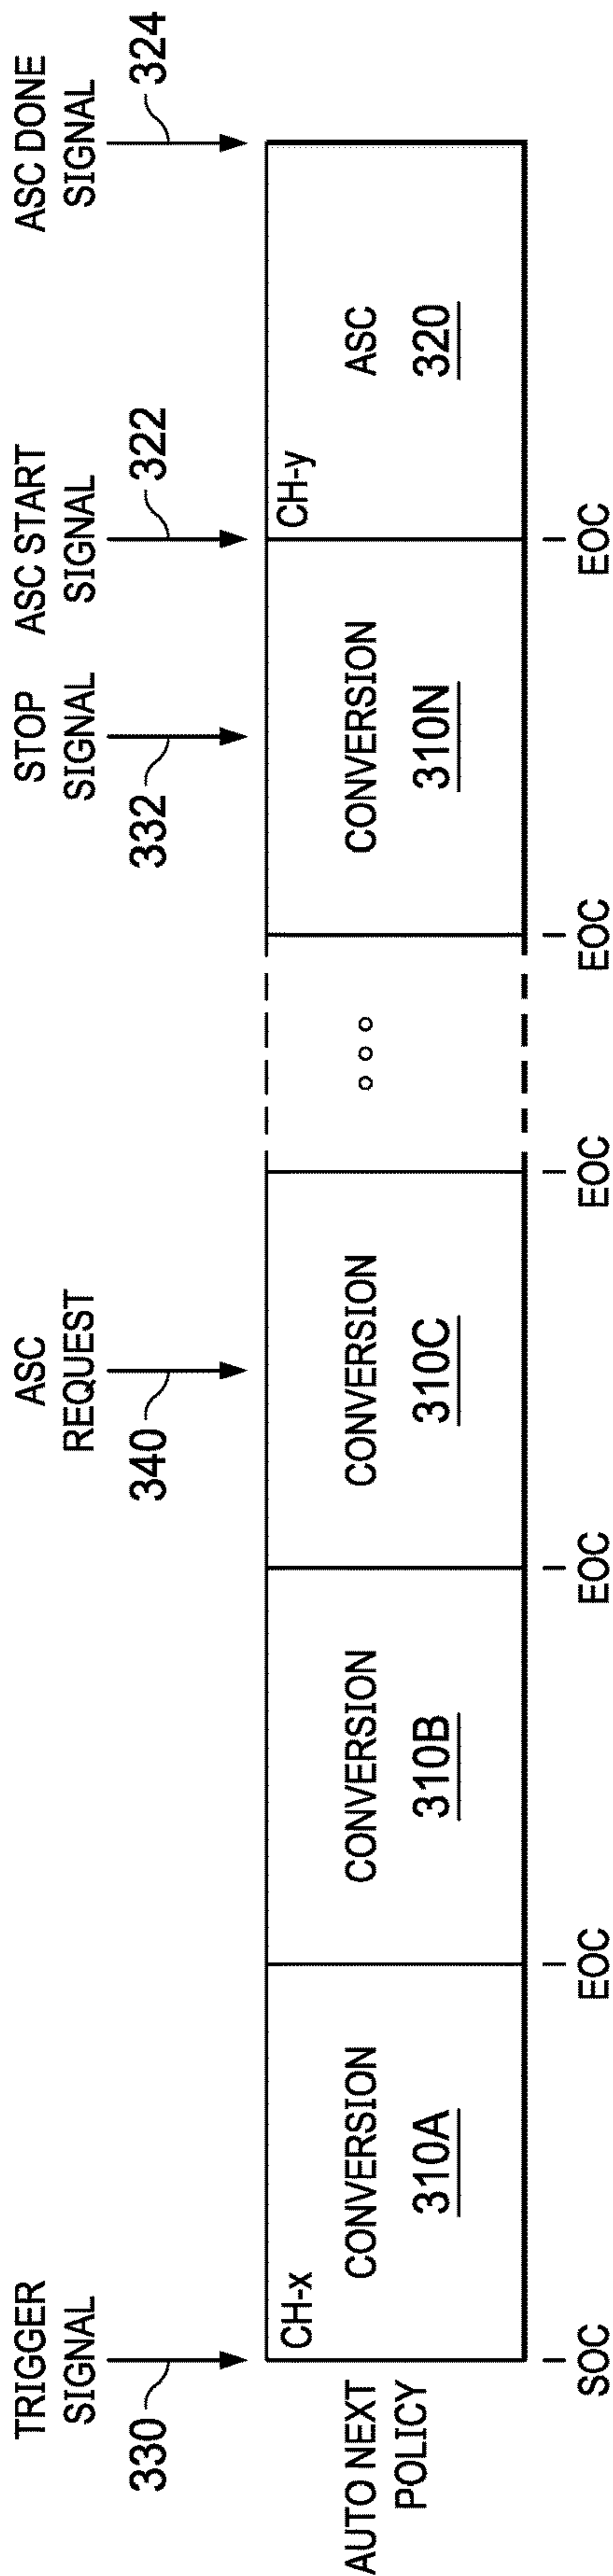 TRIGGER
SIGNAL
330
ASC
REQUEST
340
STOP
SIGNAL
332
ASC START
SIGNAL
322
ASC DONE
SIGNAL
324
AUTO NEXT
POLICY
CH-x
CONVERSION
310A
CONVERSION
310B
CONVERSION
310C
CONVERSION
310N
CH-y
ASC
320
SOC
EOC
EOC
EOC
EOC
EOC